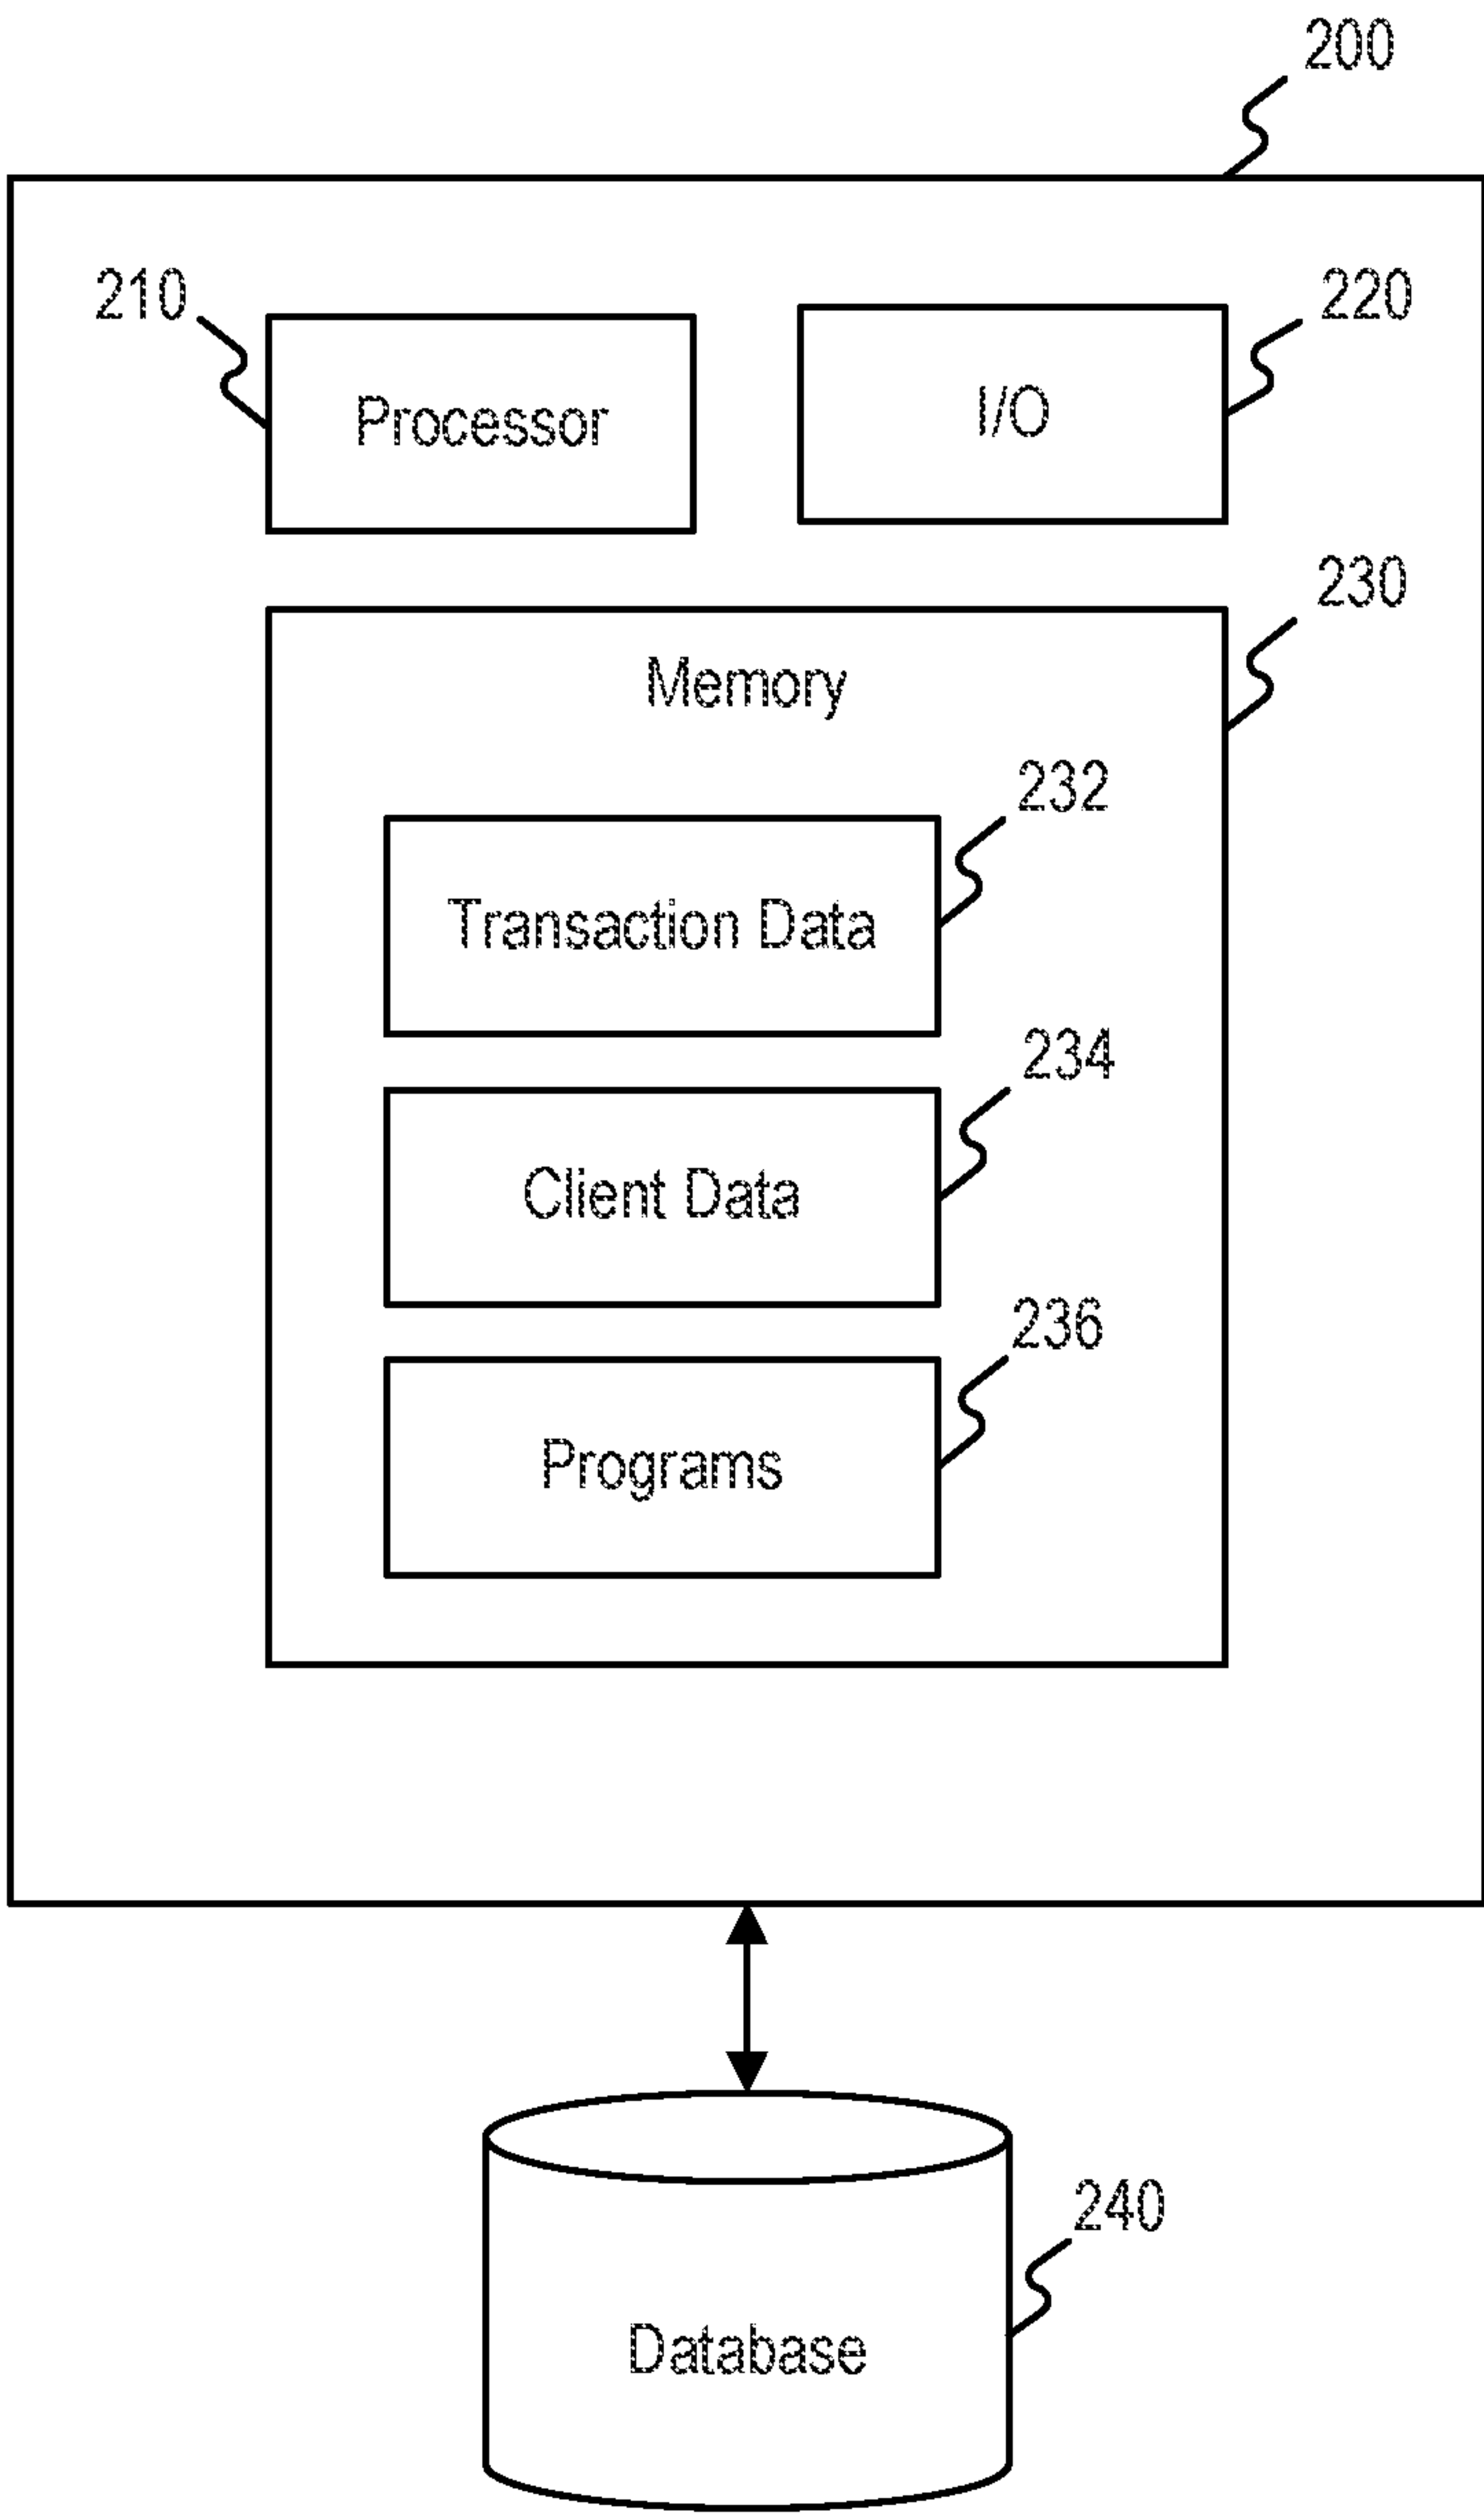 200
210
220
Processor
I/O
230
Memory
232
Transaction Data
234
Client Data
236
Programs
240
Database